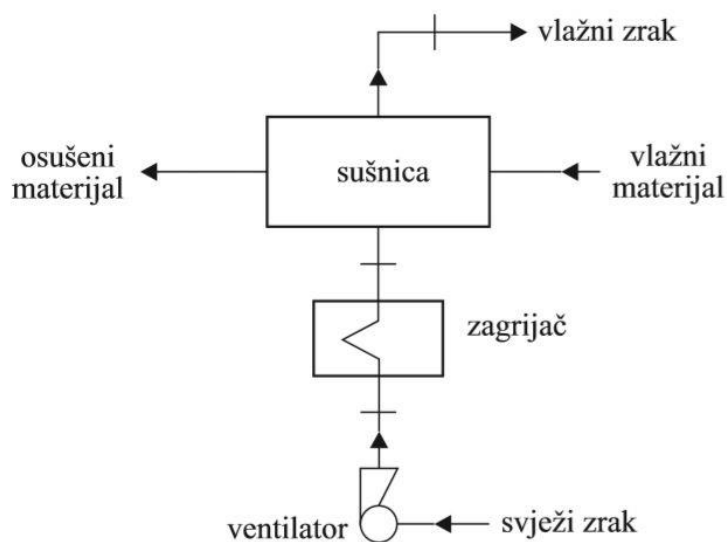 vlažni zrak
osušeni
materijal
sušnica
vlažni
materijal
zagrijač
ventilator
svježi zrak